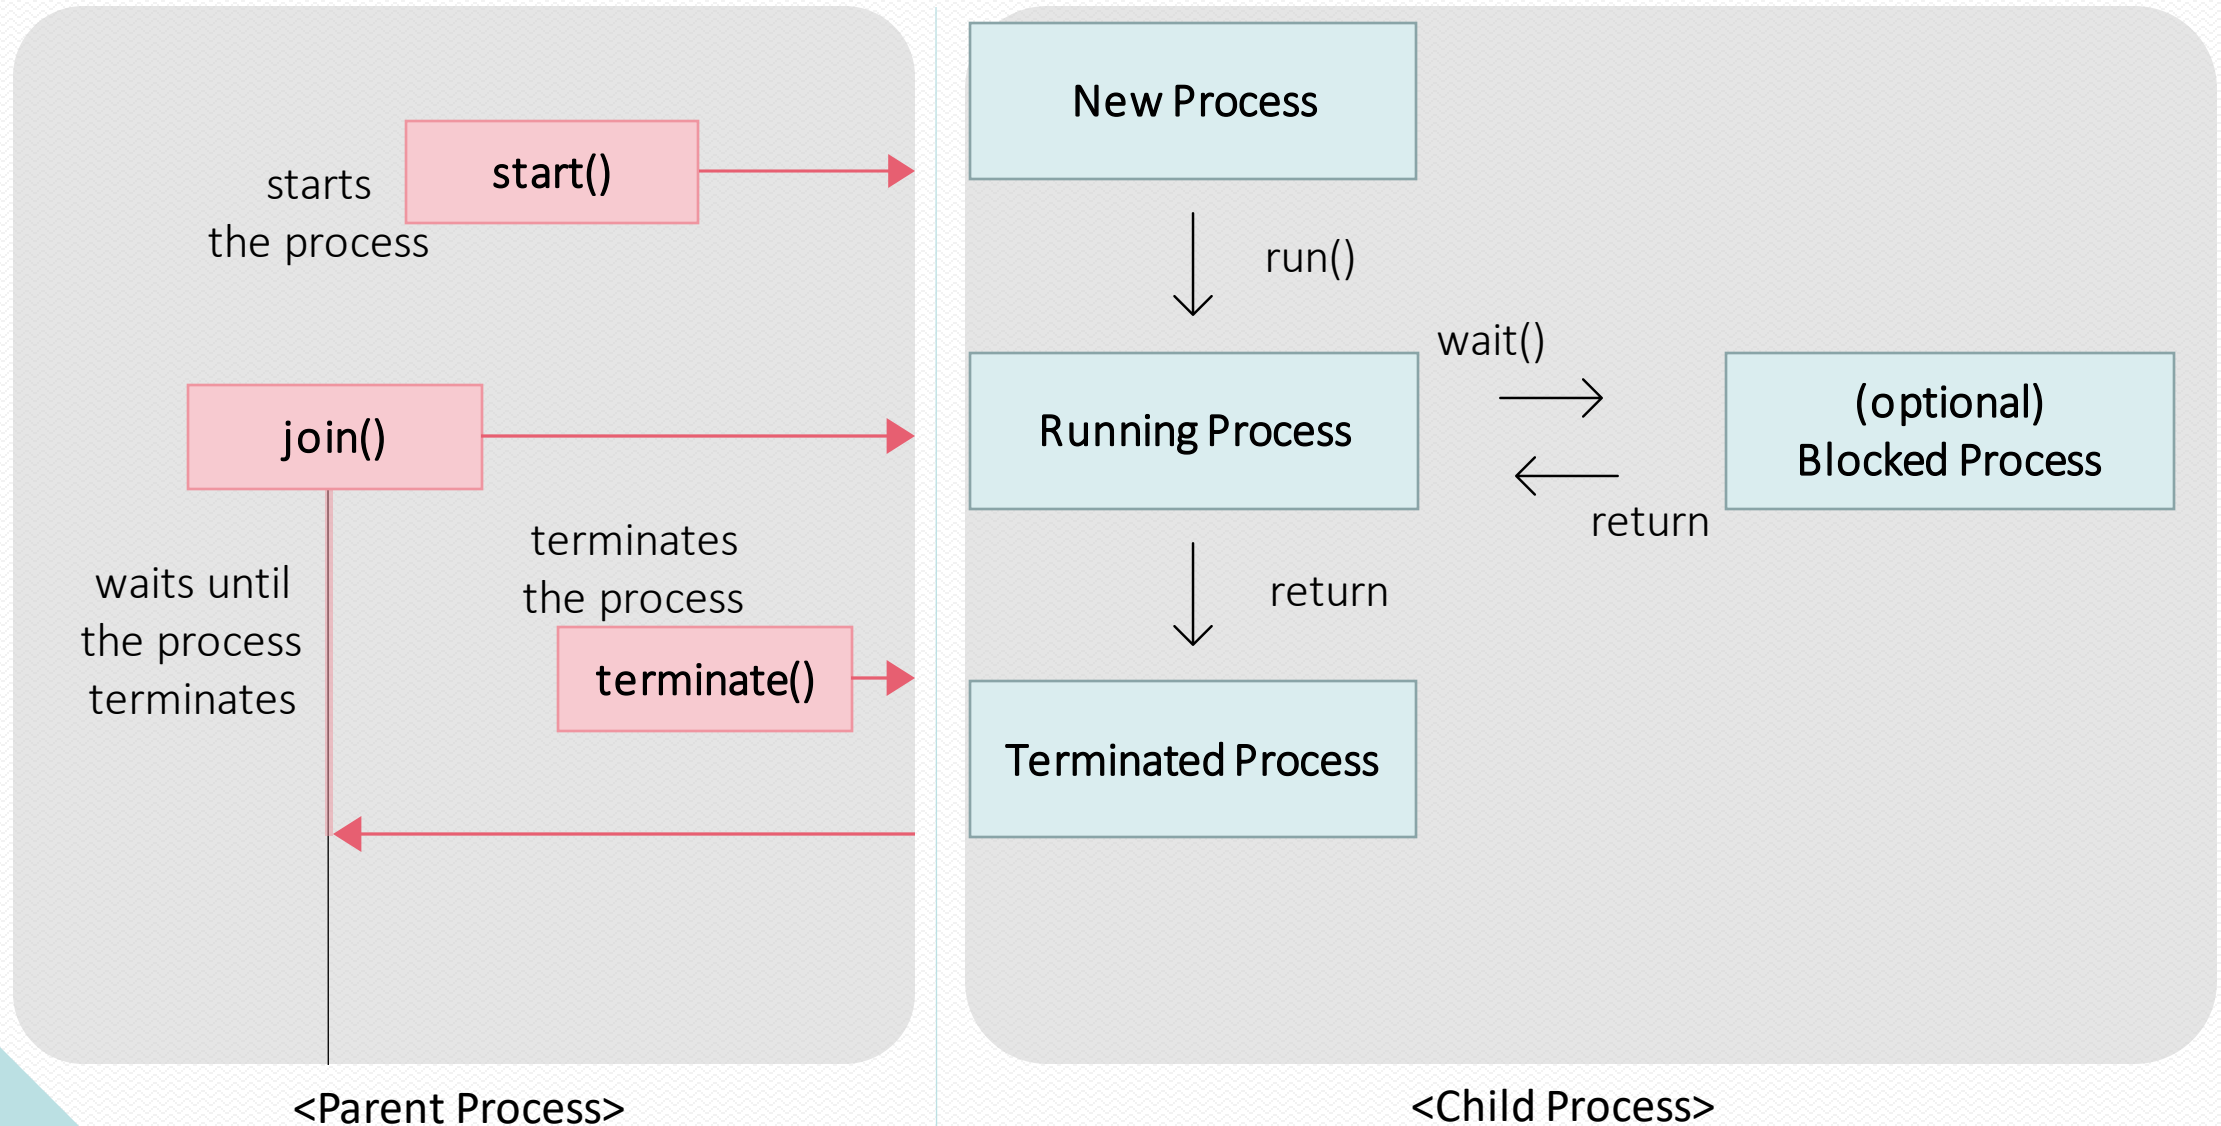 start()
starts
the process
join()
waits until
the process
terminates
terminates
the process
terminate()
<Parent Process>
New Process
run()
Running Process
wait()
return
(optional)
Blocked Process
return
Terminated Process
<Child Process>